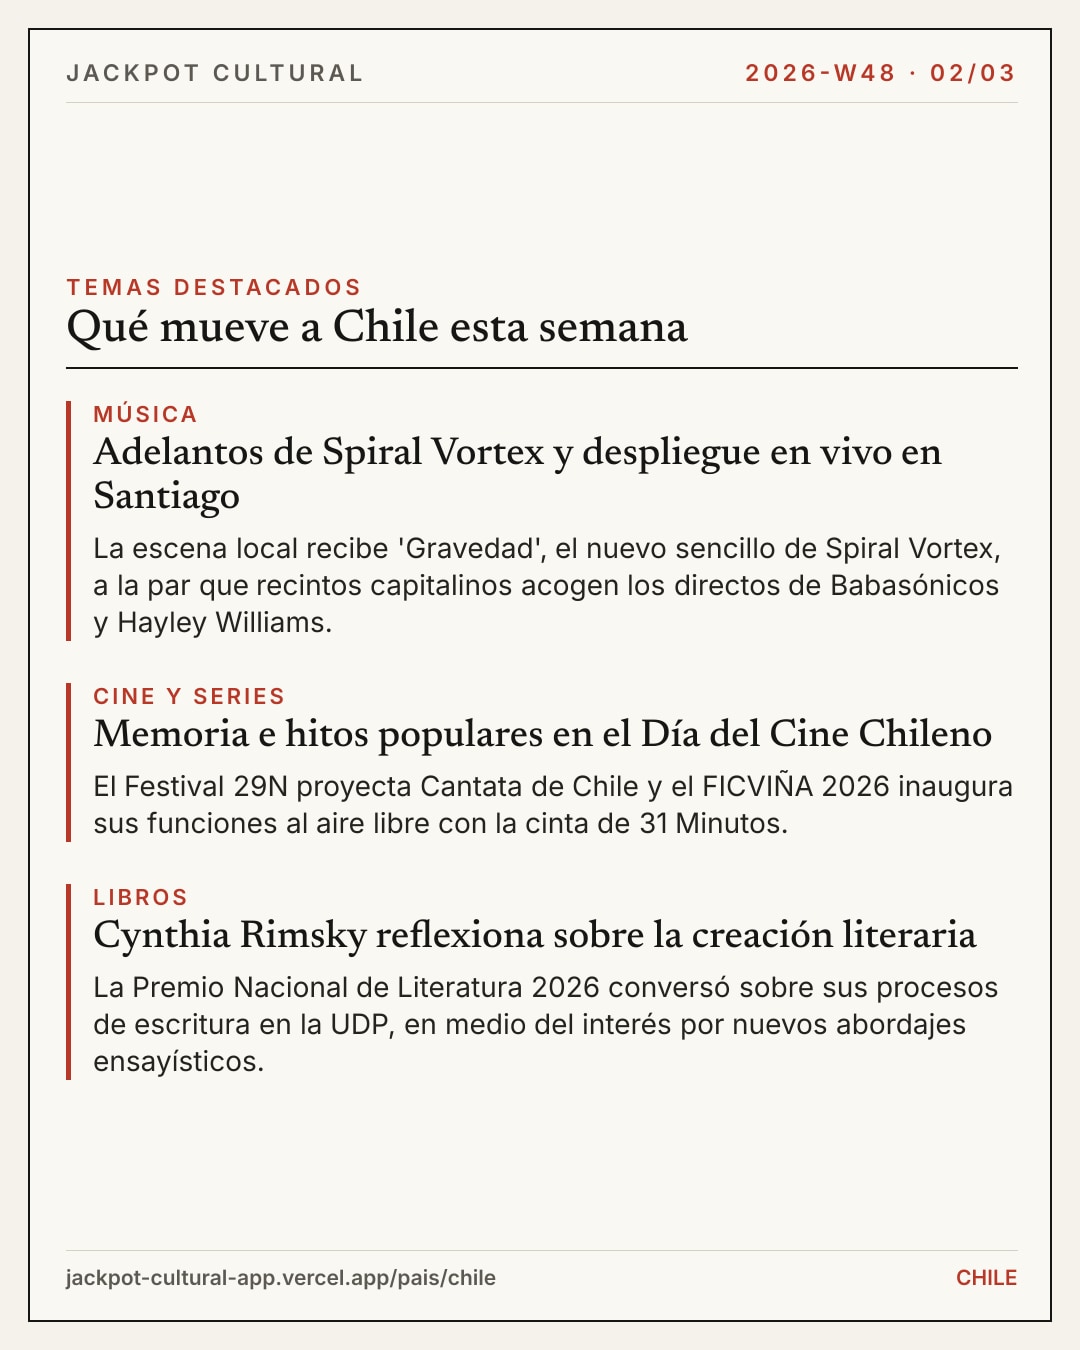 JACKPOT CULTURAL
2026-W48 · 02/03
TEMAS DESTACADOS
Qué mueve a Chile esta semana
MÚSICA
Adelantos de Spiral Vortex y despliegue en vivo en
Santiago
La escena local recibe 'Gravedad', el nuevo sencillo de Spiral Vortex,
a la par que recintos capitalinos acogen los directos de Babasónicos
y Hayley Williams.
CINE Y SERIES
Memoria e hitos populares en el Día del Cine Chileno
El Festival 29N proyecta Cantata de Chile y el FICVIÑA 2026 inaugura
sus funciones al aire libre con la cinta de 31 Minutos.
LIBROS
Cynthia Rimsky reflexiona sobre la creación literaria
La Premio Nacional de Literatura 2026 conversó sobre sus procesos
de escritura en la UDP, en medio del interés por nuevos abordajes
ensayísticos.
jackpot-cultural-app.vercel.app/pais/chile
CHILE